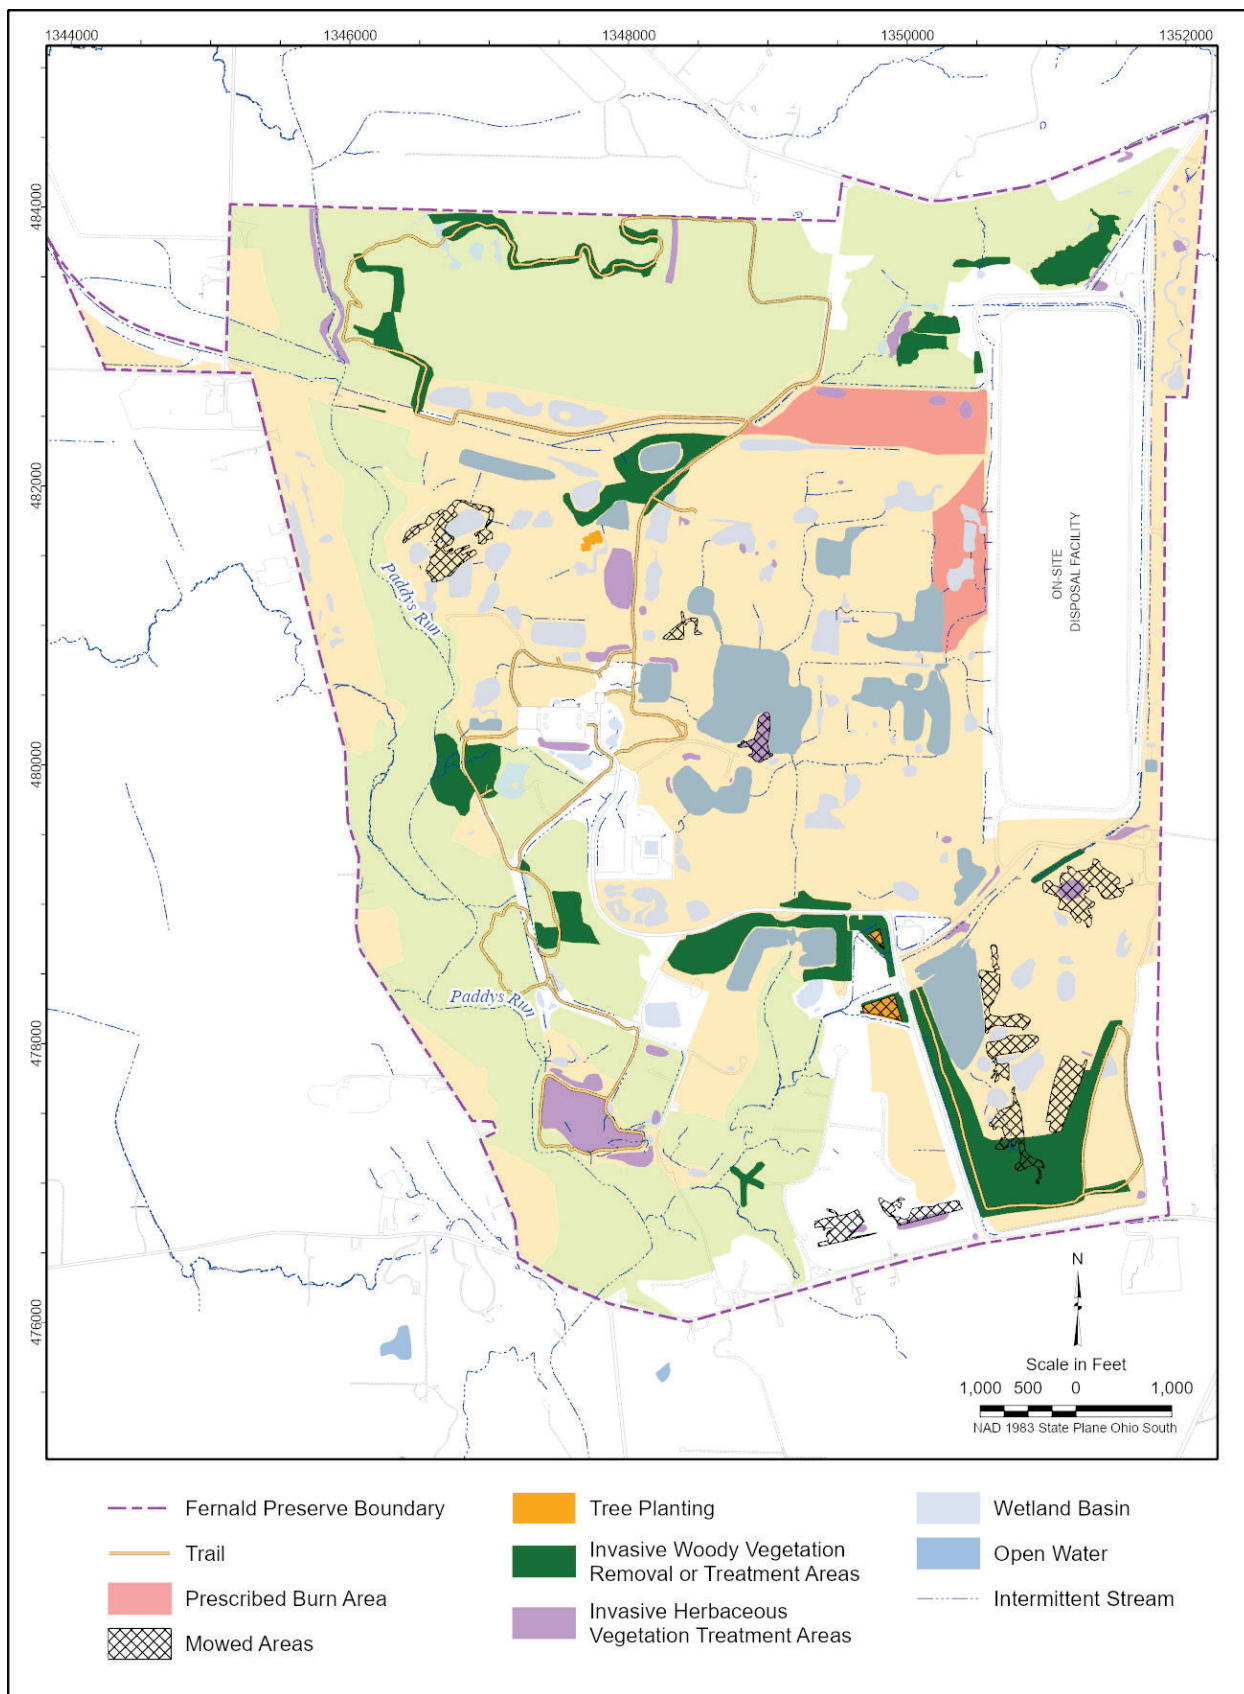 1344000
1346000
1348000
1350000
1352000
484000
482000
480000
478000
476000
Paddys Run
ON-SITE
DISPOSAL FACILITY
Paddys Run
N
Scale in Feet
1,000 500 0 1,000
NAD 1983 State Plane Ohio South
Fernald Preserve Boundary
Trail
Prescribed Burn Area
Mowed Areas
Tree Planting
Invasive Woody Vegetation
Removal or Treatment Areas
Invasive Herbaceous
Vegetation Treatment Areas
Wetland Basin
Open Water
Intermittent Stream